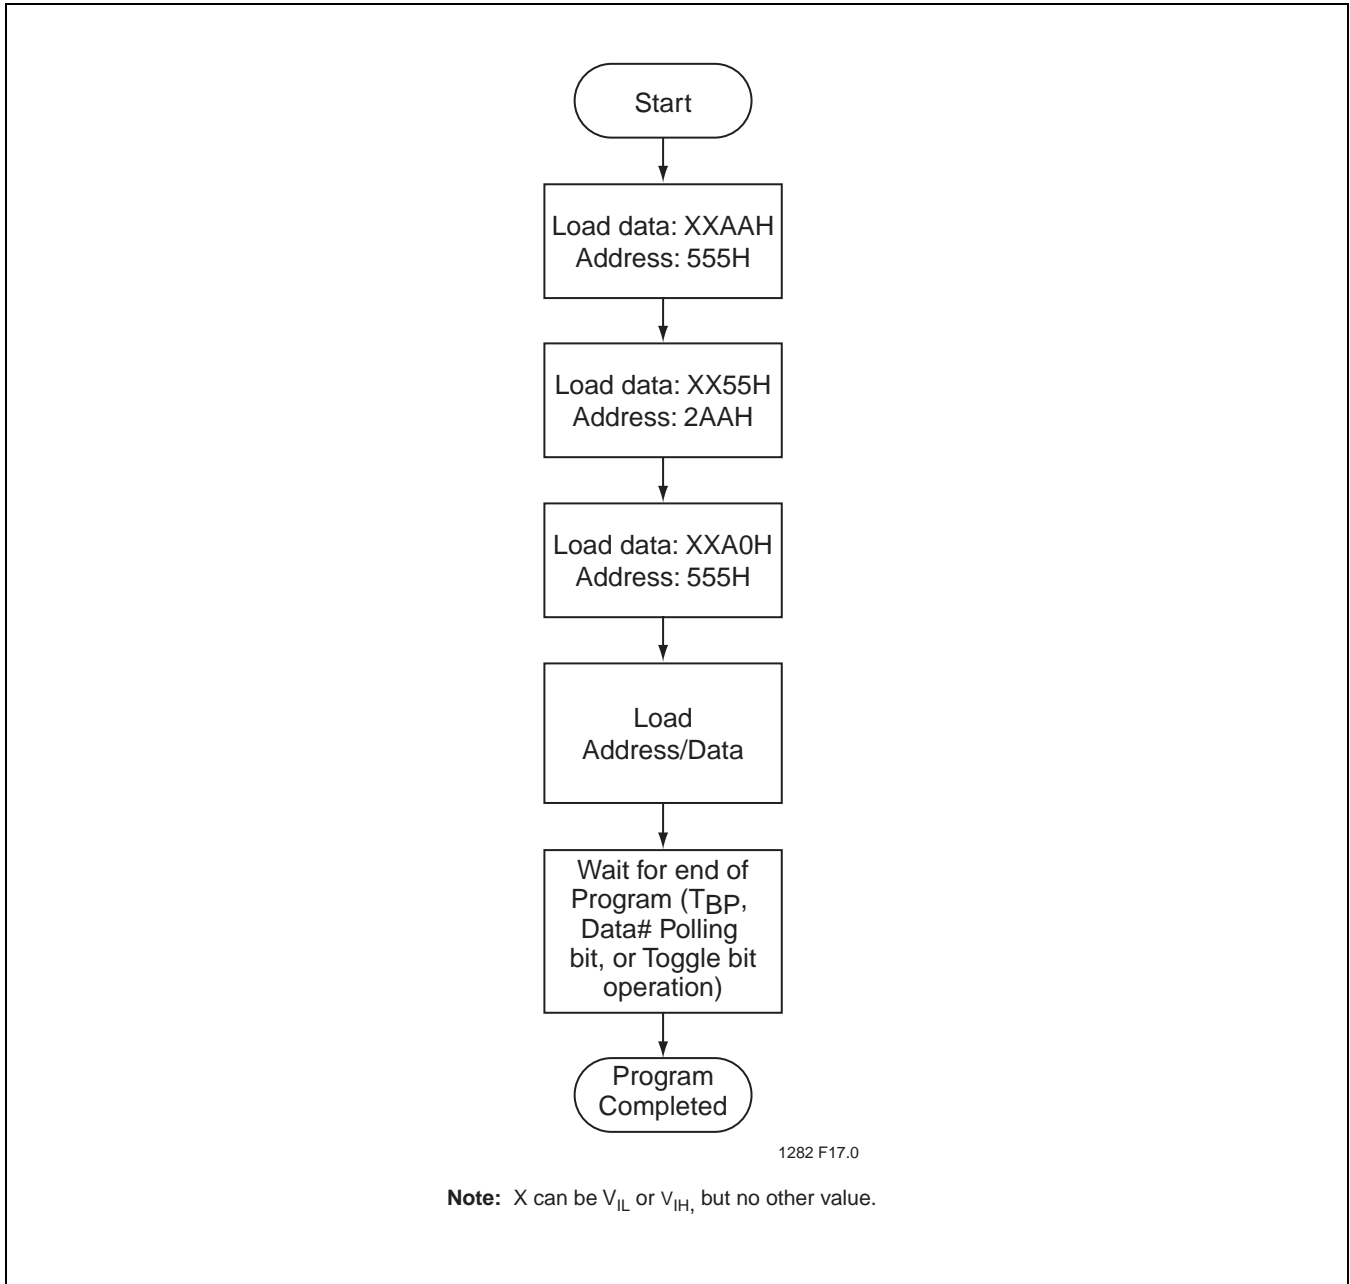 Start
Load data: XXAAH
Address: 555H
Load data: XX55H
Address: 2AAH
Load data: XXA0H
Address: 555H
Load
Address/Data
Wait for end of
Program (TBP,
Data# Polling
bit, or Toggle bit
operation)
Program
Completed
1282 F17.0
Note: X can be VIL or VIH, but no other value.